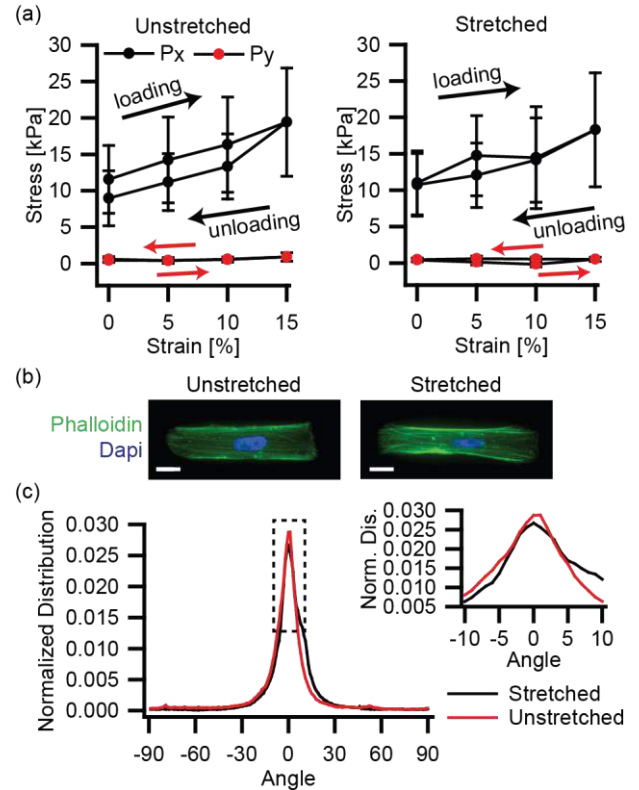 (a)
Unstretched
Stretched
Px
Py
loading
unloading
Stress [kPa]
30
25
20
15
10
5
0
0
5
10
15
Strain [%]
loading
unloading
Stress [kPa]
30
25
20
15
10
5
0
0
5
10
15
Strain [%]
(b)
Unstretched
Stretched
Phalloidin
Dapi
(c)
Normalized Distribution
0.030
0.025
0.020
0.015
0.010
0.005
0.000
-90
-60
-30
0
30
60
90
Angle
Norm. Dis.
0.030
0.025
0.020
0.015
0.010
0.005
-10
-5
0
5
10
Angle
Stretched
Unstretched